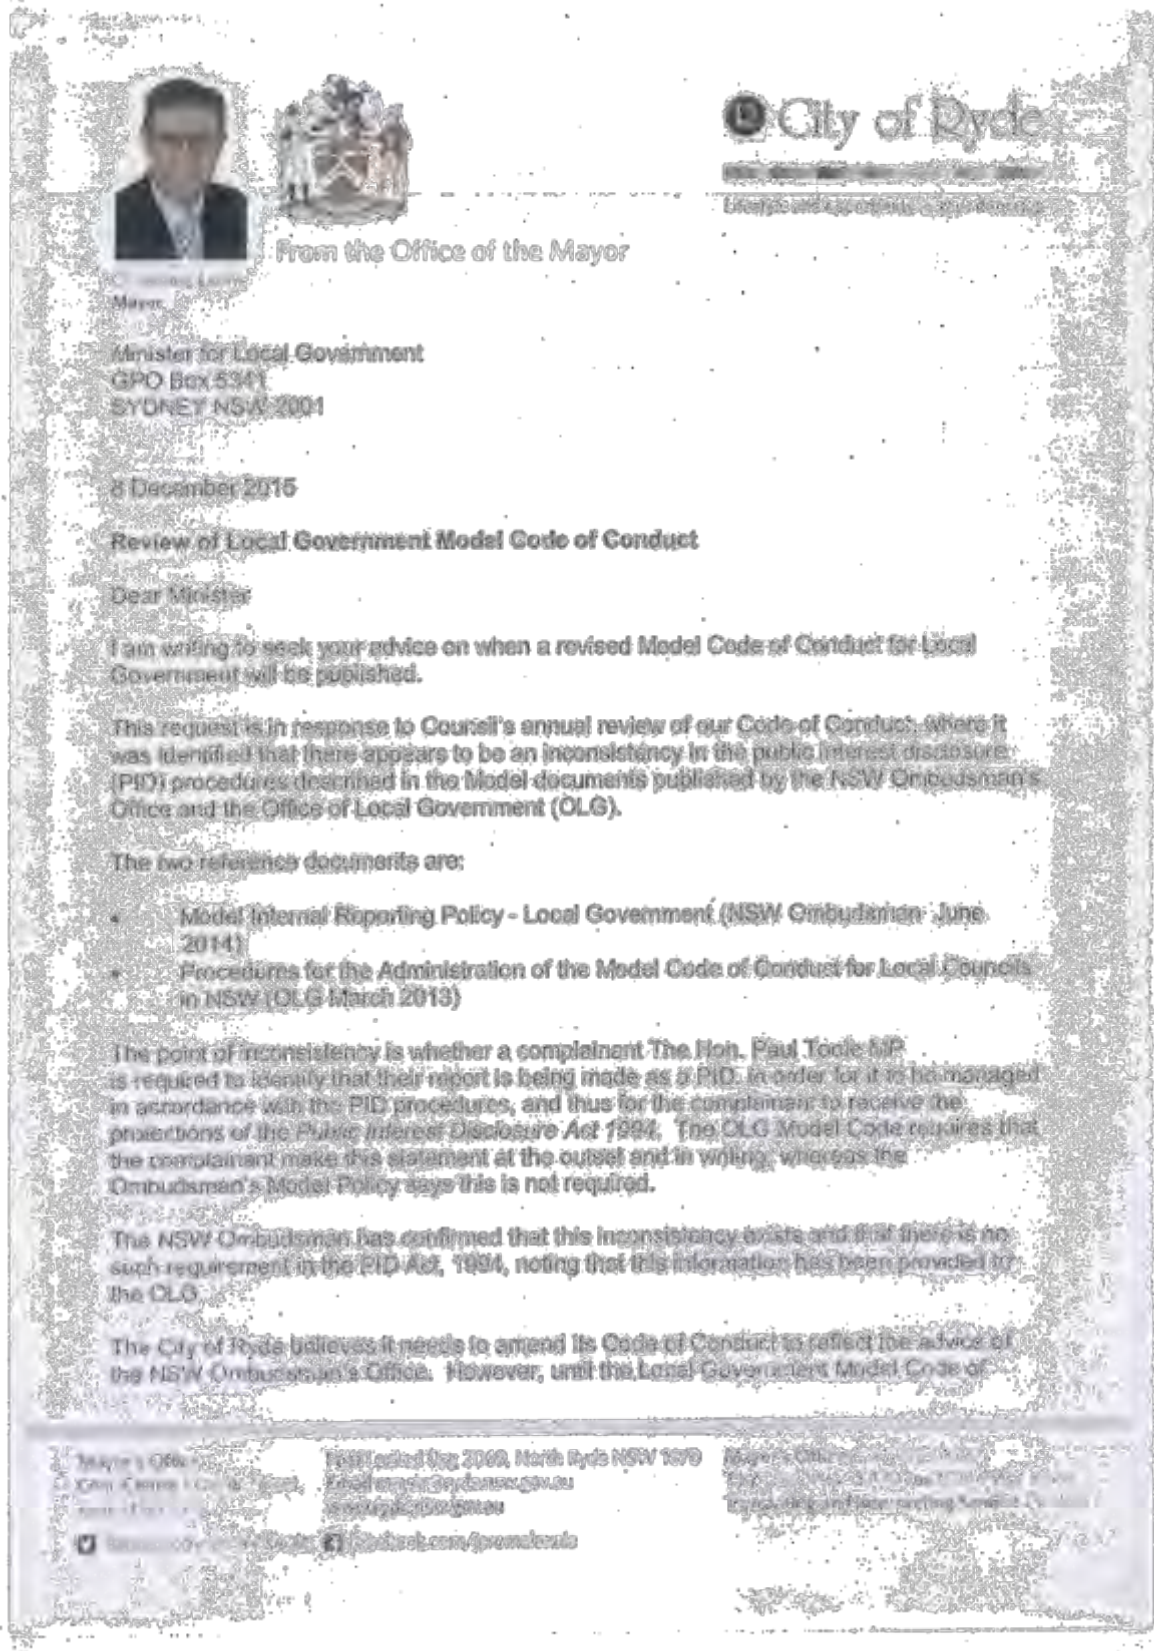 City of Ryde
From the Office of the Mayor
Mayor
Minister for Local Government
GPO Box 5341
SYDNEY NSW 2001
8 December 2015
Review of Local Government Model Code of Conduct
Dear Minister
I am writing to seek your advice on when a revised Model Code of Conduct for Local
Government will be published.
This request is in response to Council's annual review of our Code of Conduct, where it
was identified that there appears to be an inconsistency in the public interest disclosure
(PID) procedures described in the Model documents published by the NSW Ombudsman's
Office and the Office of Local Government (OLG).
The two reference documents are:
• Model Internal Reporting Policy - Local Government (NSW Ombudsman June
2014)
• Procedures for the Administration of the Model Code of Conduct for Local Councils
in NSW (OLG March 2013)
The point of inconsistency is whether a complainant The Hon. Paul Toole MP
is required to identify that their report is being made as a PID. In order for it to be managed
in accordance with the PID procedures, and thus for the complainant to receive the
protections of the Public Interest Disclosure Act 1994. The OLG Model Code requires that
the complainant make this statement at the outset and in writing, whereas the
Ombudsman's Model Policy says this is not required.
The NSW Ombudsman has confirmed that this inconsistency exists and that there is no
such requirement in the PID Act, 1994, noting that this information has been provided to
the OLG.
The City of Ryde believes it needs to amend its Code of Conduct to reflect the advice of
the NSW Ombudsman's Office. However, until the Local Government Model Code of
Mayor's Office
North Ryde NSW 1670